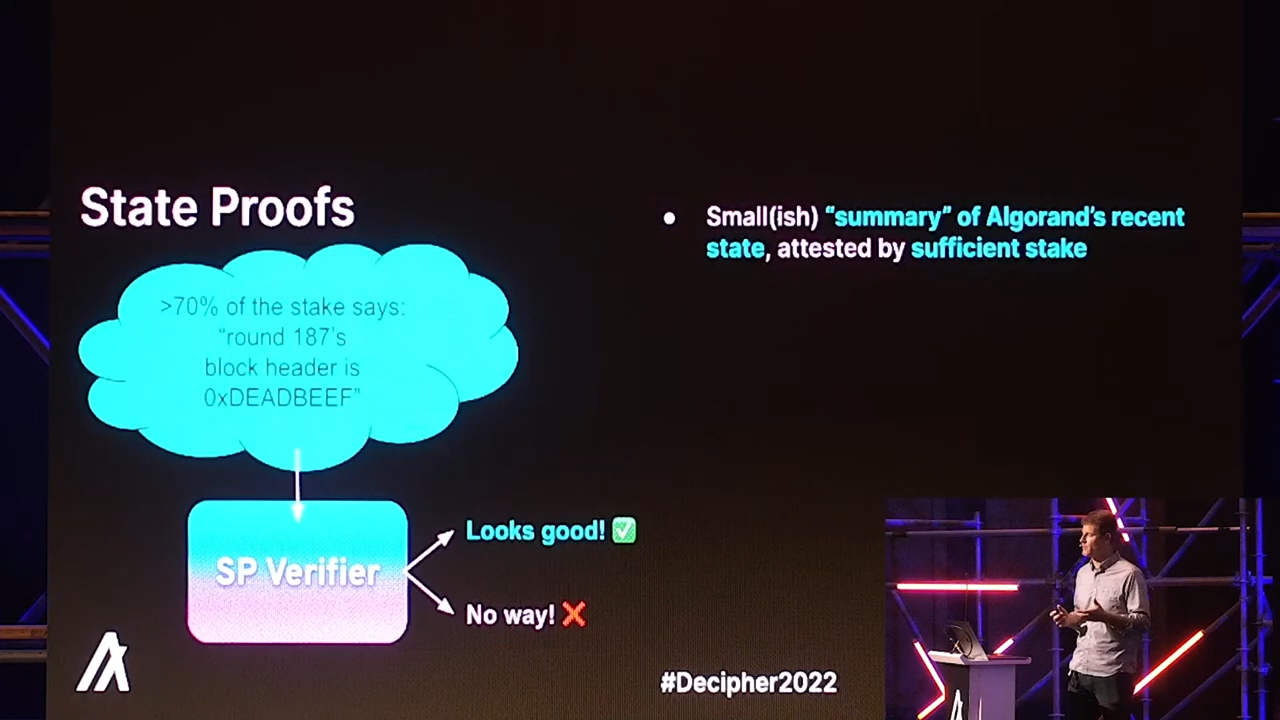 State Proofs
>70% of the stake says:
“round 187’s
block header is
0xDEADBEEF”
SP Verifier
Looks good!
No way!
● Small(ish) “summary” of Algorand’s recent
state, attested by sufficient stake
#Decipher2022